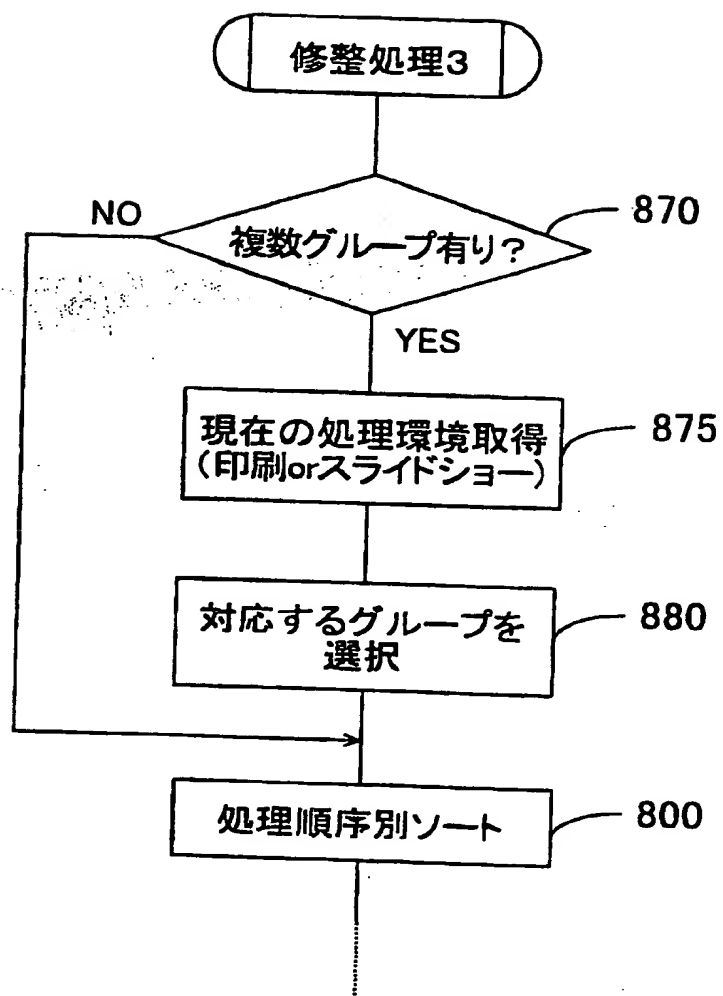 修整処理3
NO
複数グループ有り?
870
YES
現在の処理環境取得
(印刷orスライドショー)
875
対応するグループを
選択
880
処理順序別ソート
800